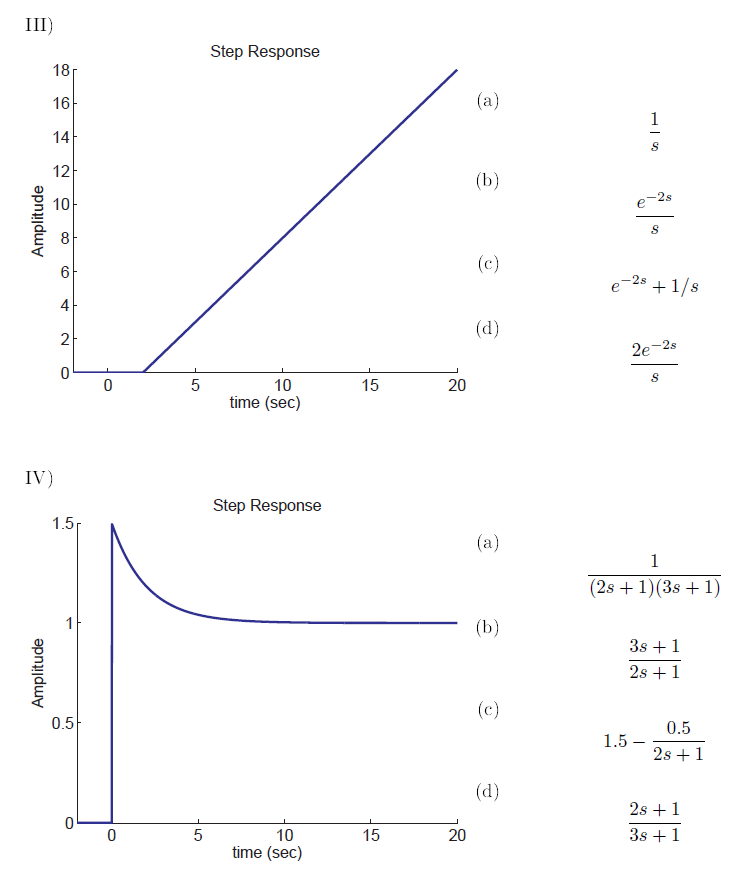 III)
Step Response
18
16
14
12
10
8
6
4
2
0
Amplitude
0 5 10 15 20
time (sec)
(a)
1
s
(b)
e^{-2s}
s
(c)
e^{-2s} + 1/s
(d)
2e^{-2s}
s
IV)
Step Response
1.5
1
0.5
0
Amplitude
0 5 10 15 20
time (sec)
(a)
1
(2s + 1)(3s + 1)
(b)
3s + 1
2s + 1
(c)
1.5 − 0.5
2s + 1
(d)
2s + 1
3s + 1